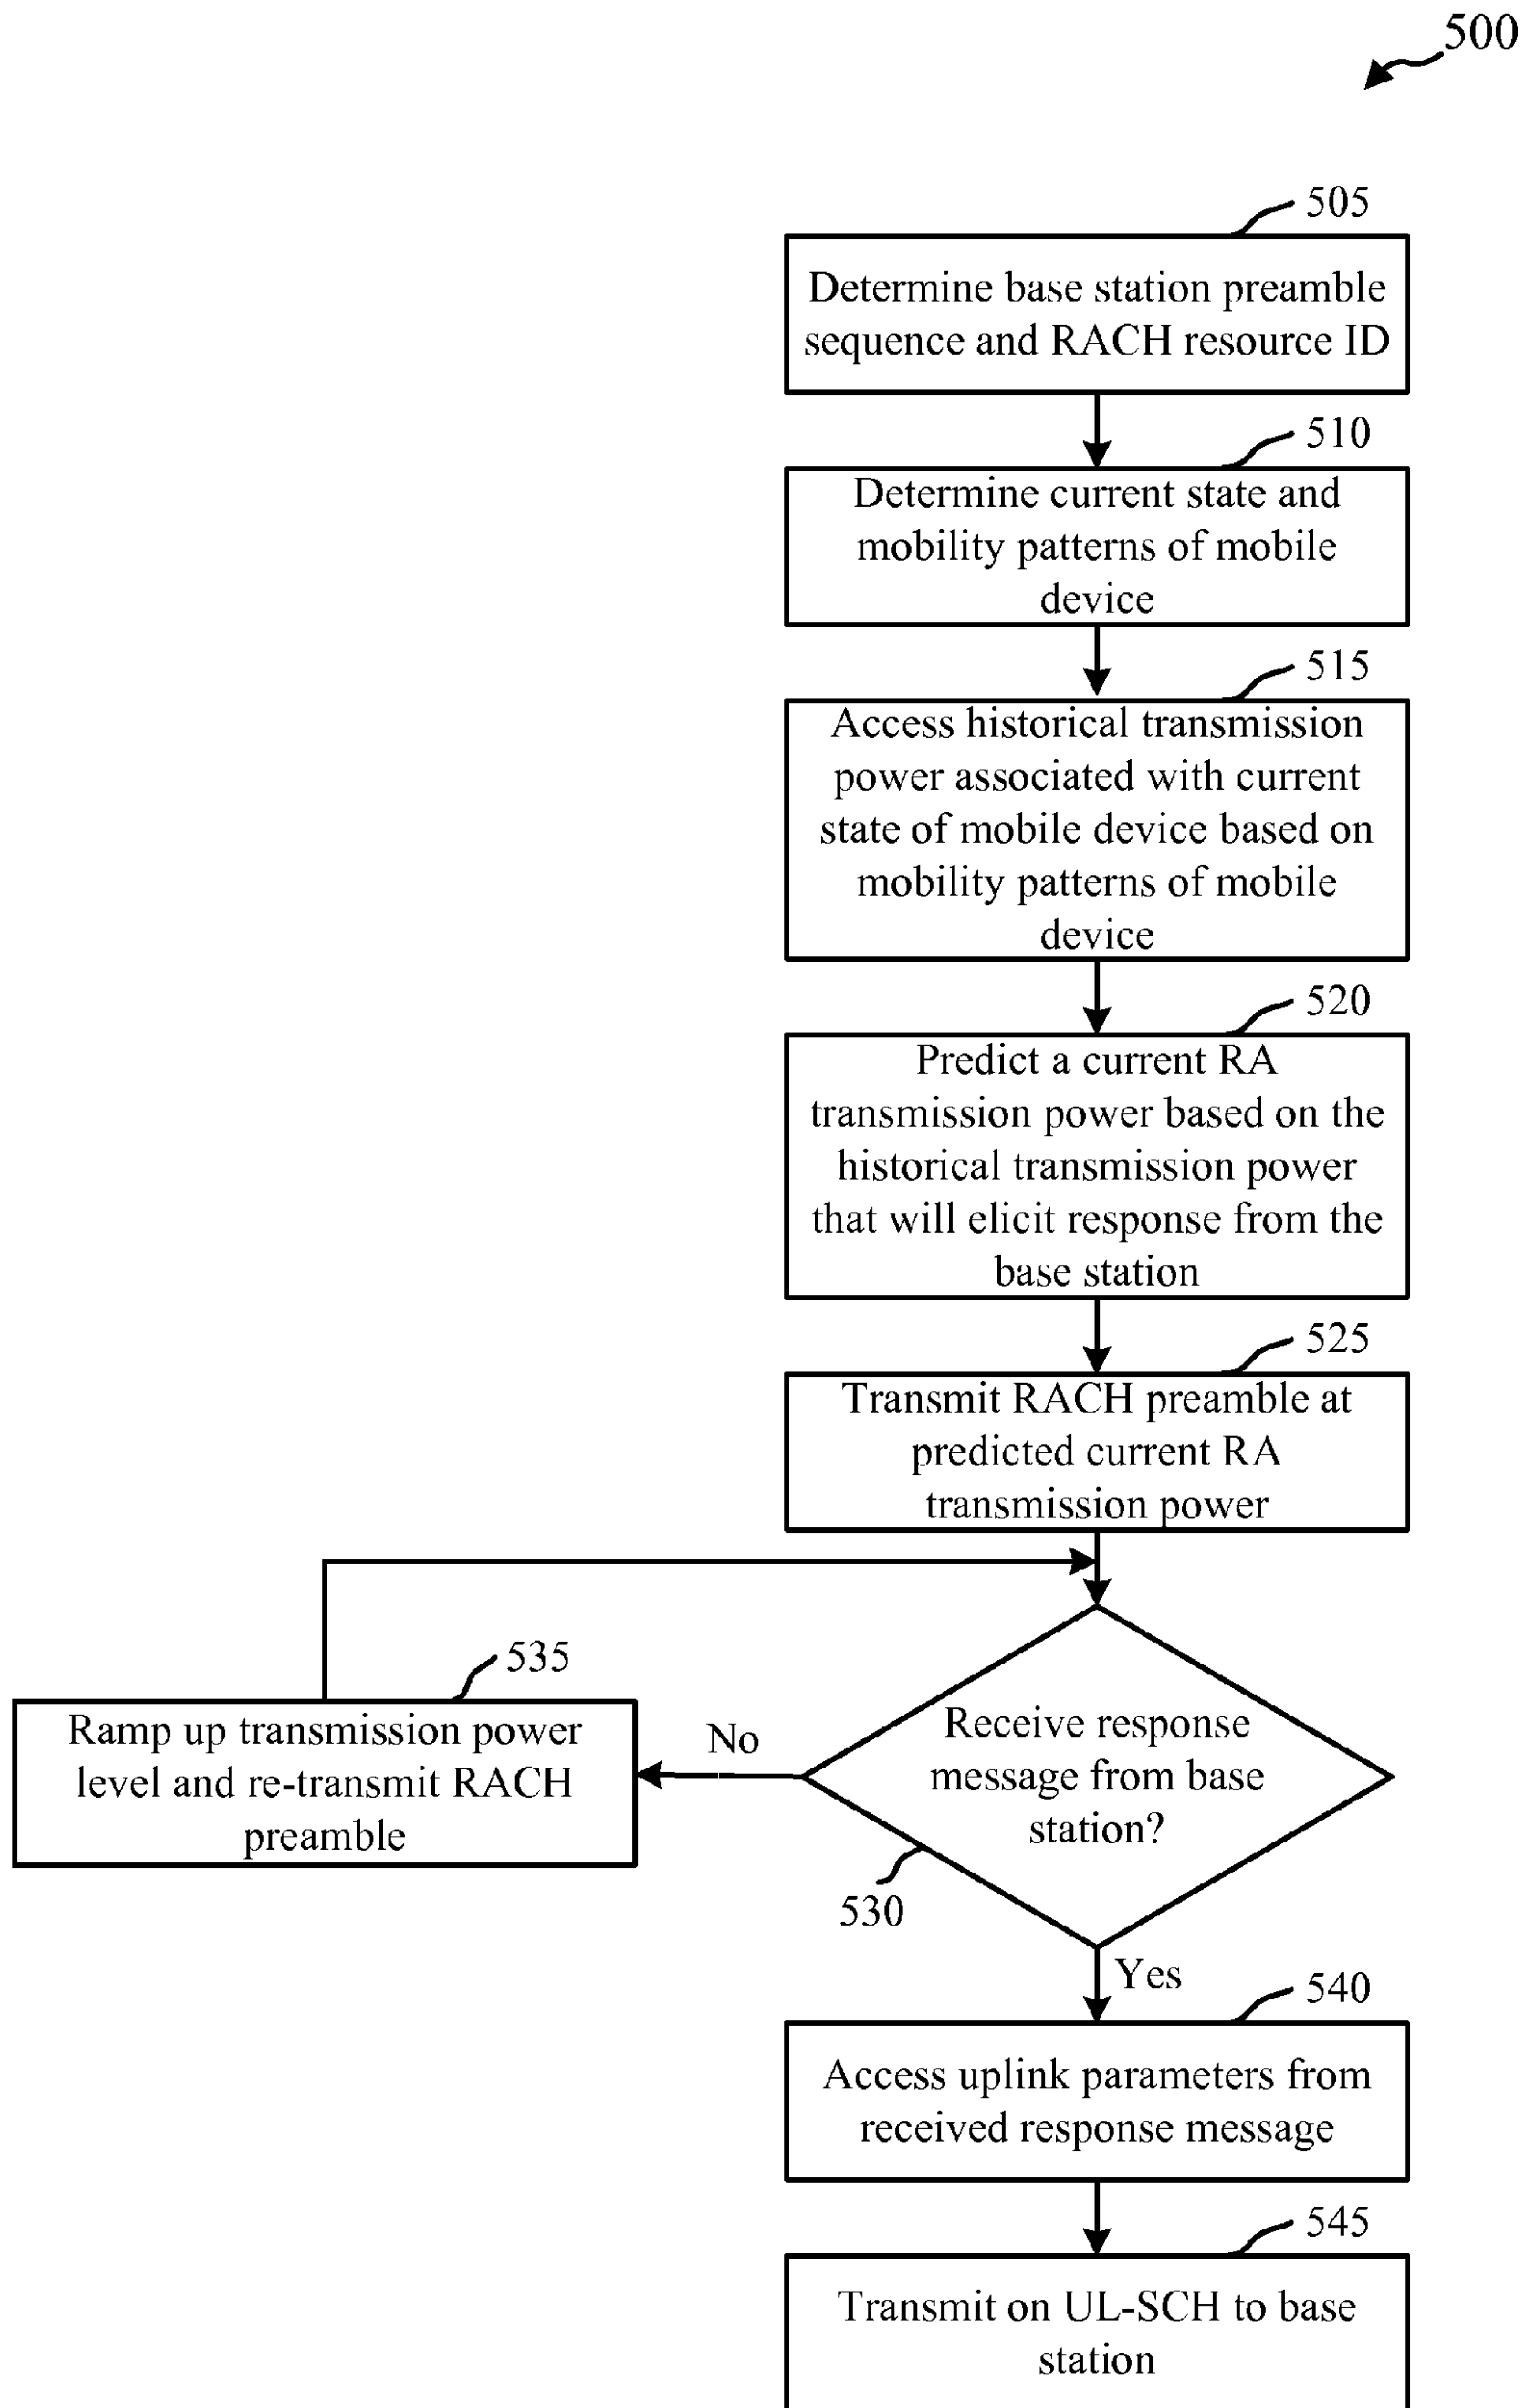 500
505
Determine base station preamble
sequence and RACH resource ID
510
Determine current state and
mobility patterns of mobile
device
515
Access historical transmission
power associated with current
state of mobile device based on
mobility patterns of mobile
device
520
Predict a current RA
transmission power based on the
historical transmission power
that will elicit response from the
base station
525
Transmit RACH preamble at
predicted current RA
transmission power
535
Ramp up transmission power
level and re-transmit RACH
preamble
No
Receive response
message from base
station?
530
Yes
540
Access uplink parameters from
received response message
545
Transmit on UL-SCH to base
station